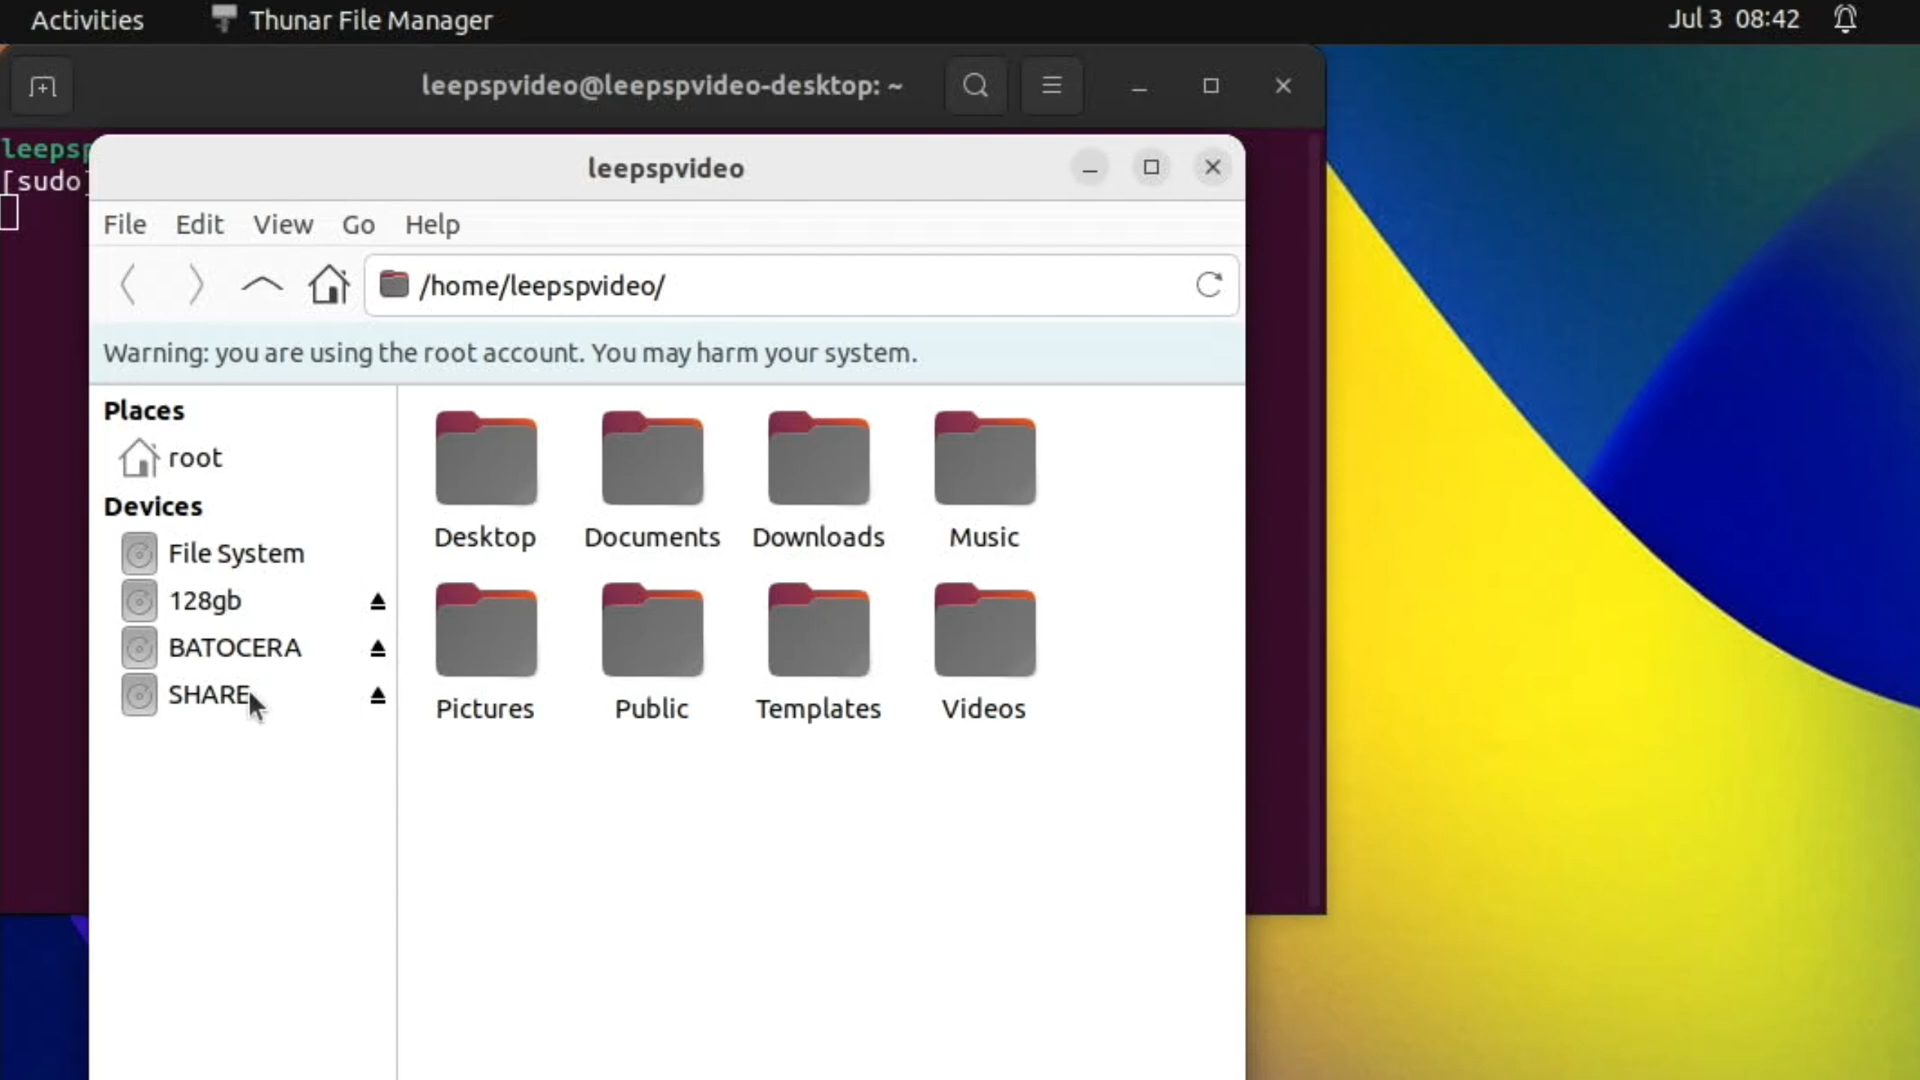 Activities
Thunar File Manager
Jul 3 08:42
leepspvideo@leepspvideo-desktop: ~
leepsp
[sudo]
leepspvideo
File Edit View Go Help
/home/leepspvideo/
Warning: you are using the root account. You may harm your system.
Places
root
Devices
File System
128gb
BATOCERA
SHARE
Desktop Documents Downloads Music
Pictures Public Templates Videos